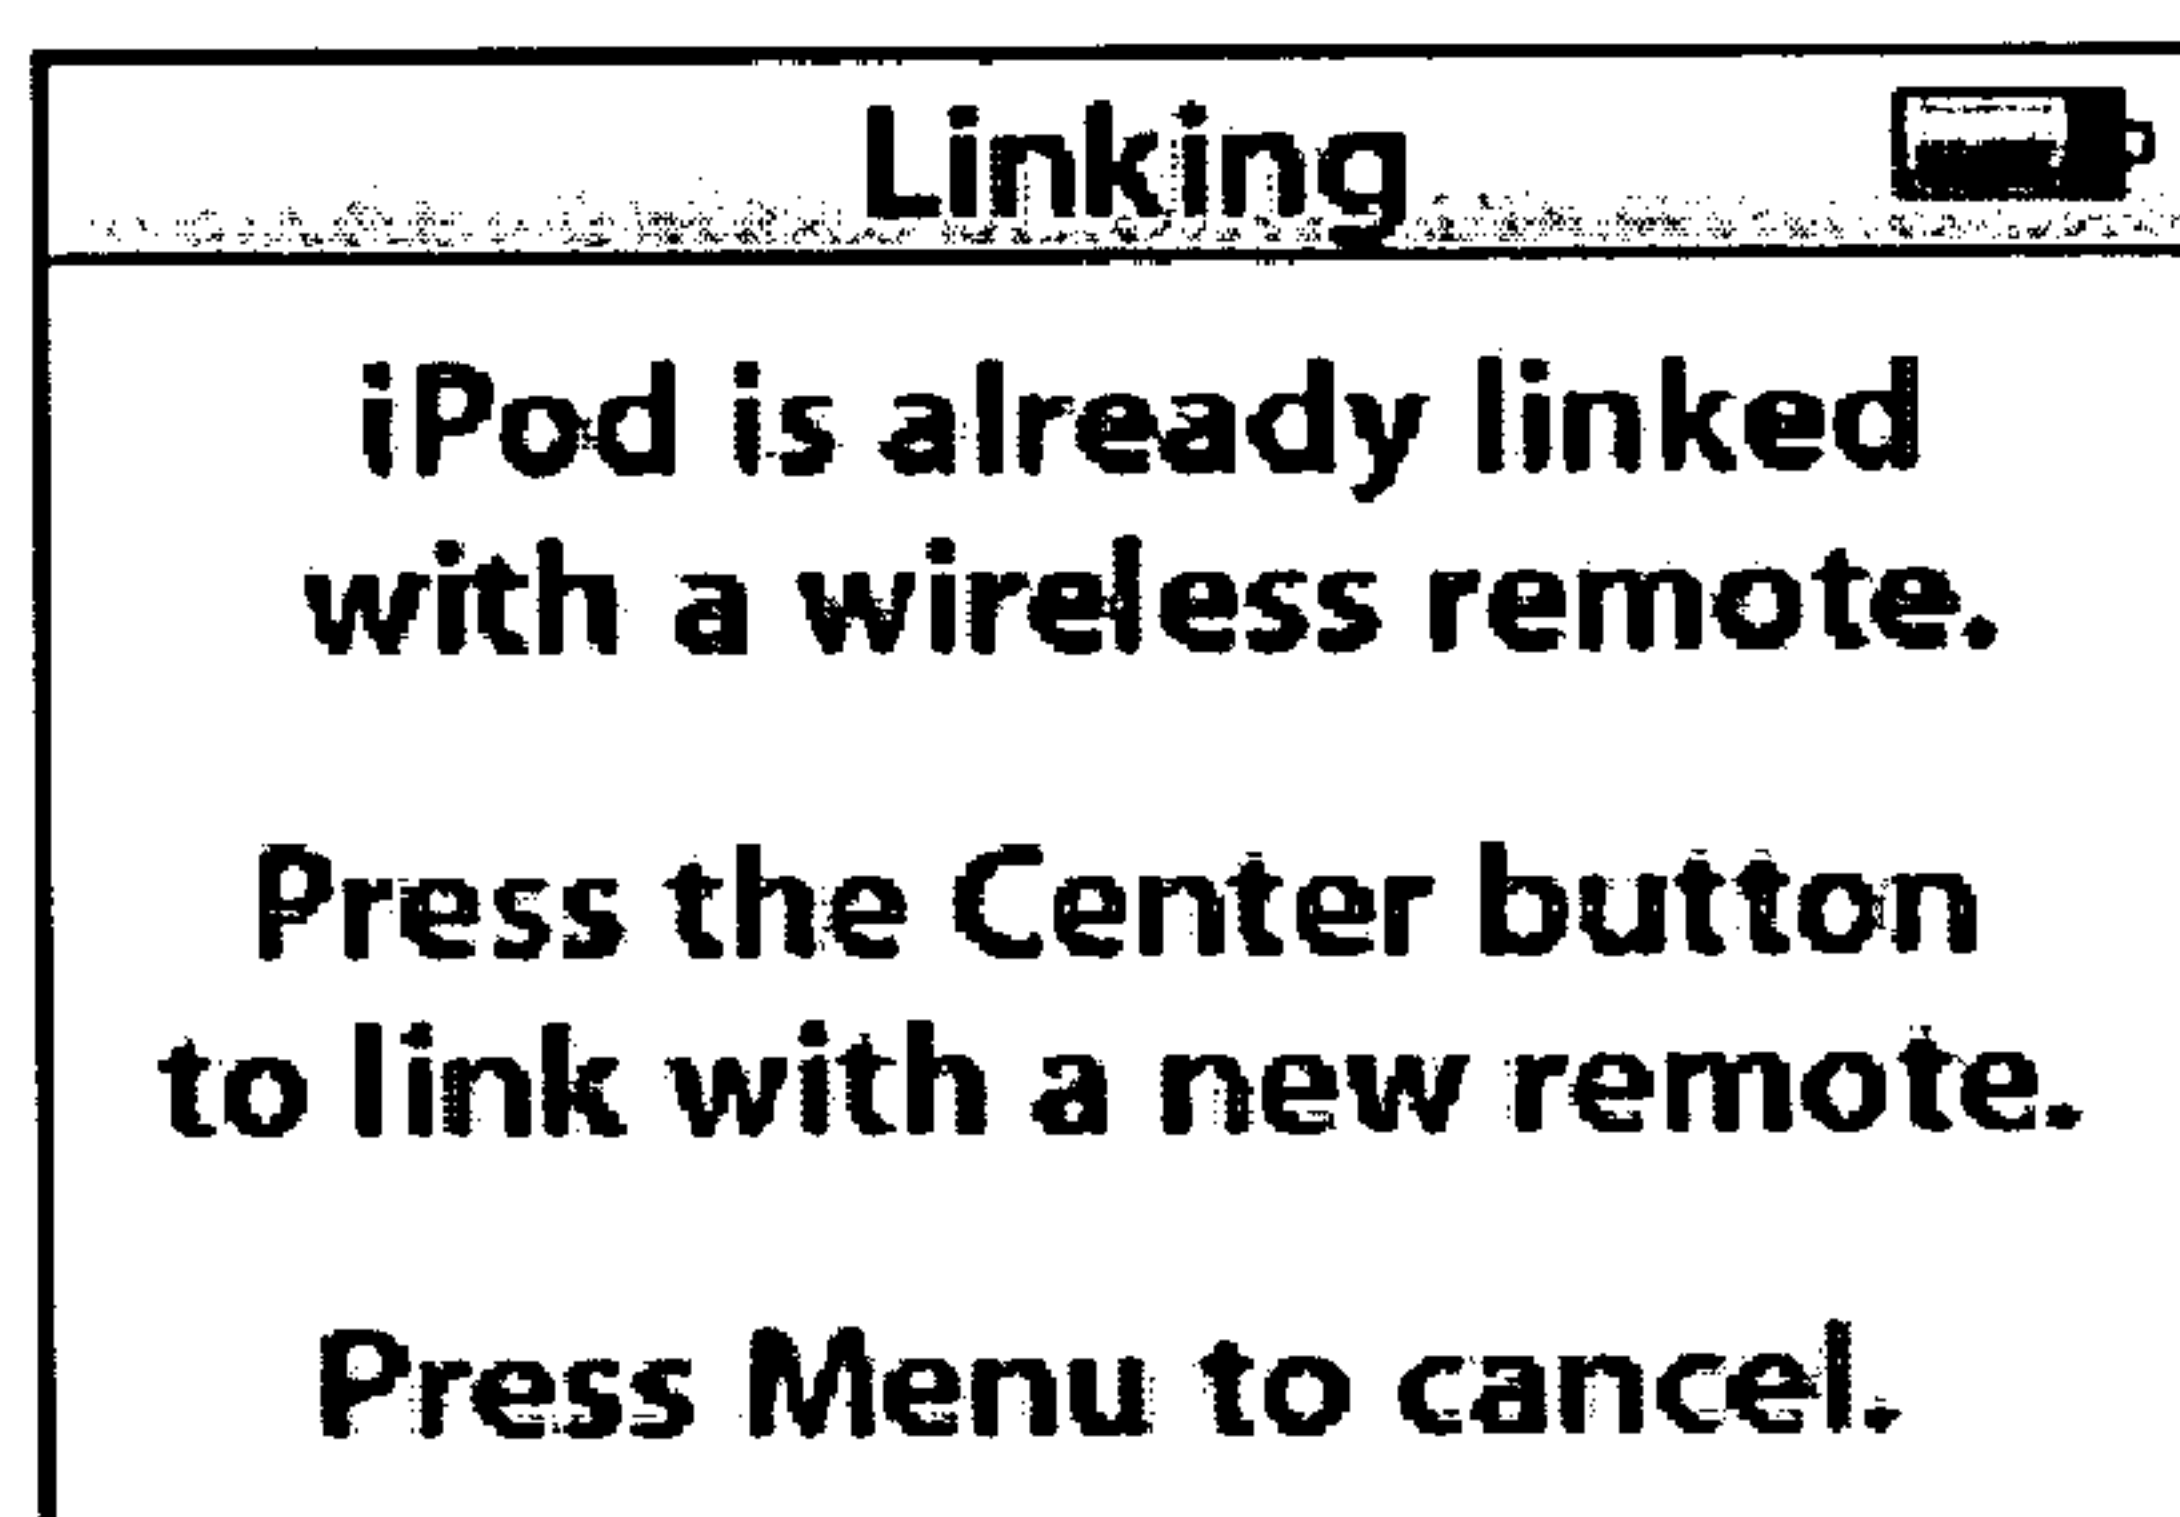 Linking
iPod is already linked
with a wireless remote.
Press the Center button
to link with a new remote.
Press Menu to cancel.